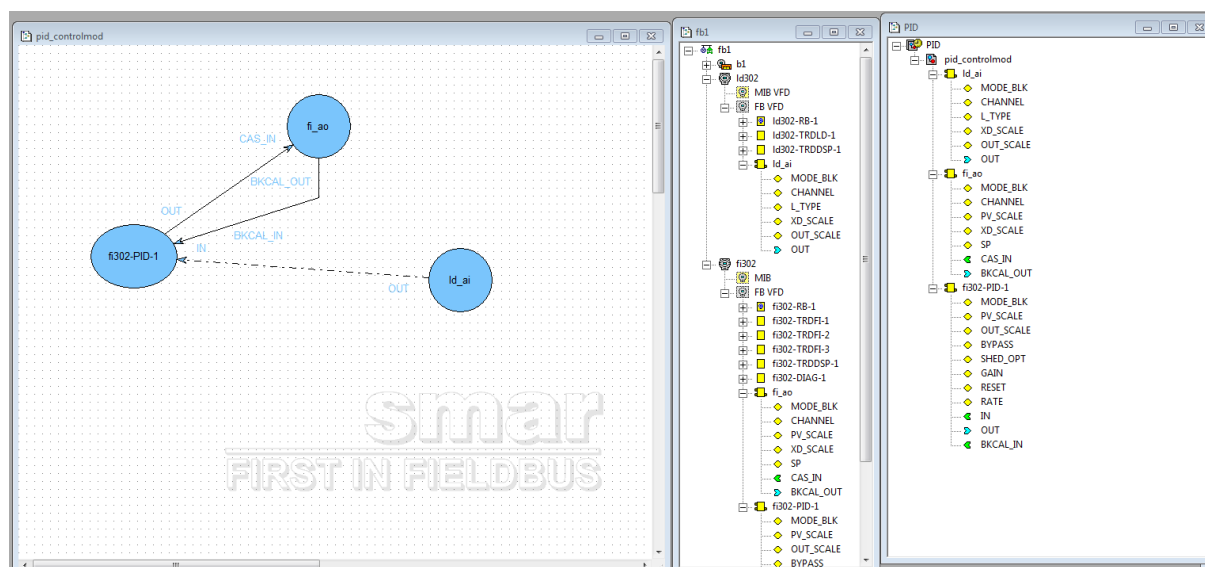 pid_controlmod
fi_ao
CAS_IN
BKCAL_OUT
OUT
BKCAL_IN
IN
fi302-PID-1
OUT
ld_ai
smar
FIRST IN FIELDBUS
fb1
fb1
b1
ld302
MIB VFD
FB VFD
ld302-RB-1
ld302-TRDLD-1
ld302-TRDDSP-1
ld_ai
MODE_BLK
CHANNEL
L_TYPE
XD_SCALE
OUT_SCALE
OUT
fi302
MIB
FB VFD
fi302-RB-1
fi302-TRDFI-1
fi302-TRDFI-2
fi302-TRDFI-3
fi302-TRDDSP-1
fi302-DIAG-1
fi_ao
MODE_BLK
CHANNEL
PV_SCALE
XD_SCALE
SP
CAS_IN
BKCAL_OUT
fi302-PID-1
MODE_BLK
PV_SCALE
OUT_SCALE
BYPASS
PID
PID
pid_controlmod
ld_ai
MODE_BLK
CHANNEL
L_TYPE
XD_SCALE
OUT_SCALE
OUT
fi_ao
MODE_BLK
CHANNEL
PV_SCALE
XD_SCALE
SP
CAS_IN
BKCAL_OUT
fi302-PID-1
MODE_BLK
PV_SCALE
OUT_SCALE
BYPASS
SHED_OPT
GAIN
RESET
RATE
IN
OUT
BKCAL_IN